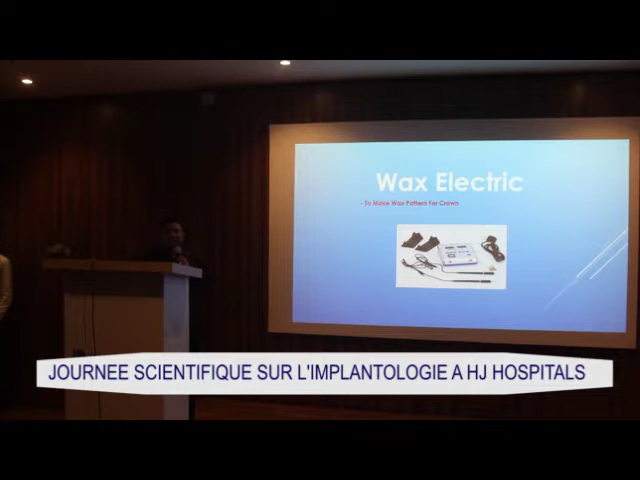 Wax Electric
- To Make Wax Pattern For Crown
JOURNEE SCIENTIFIQUE SUR L'IMPLANTOLOGIE A HJ HOSPITALS